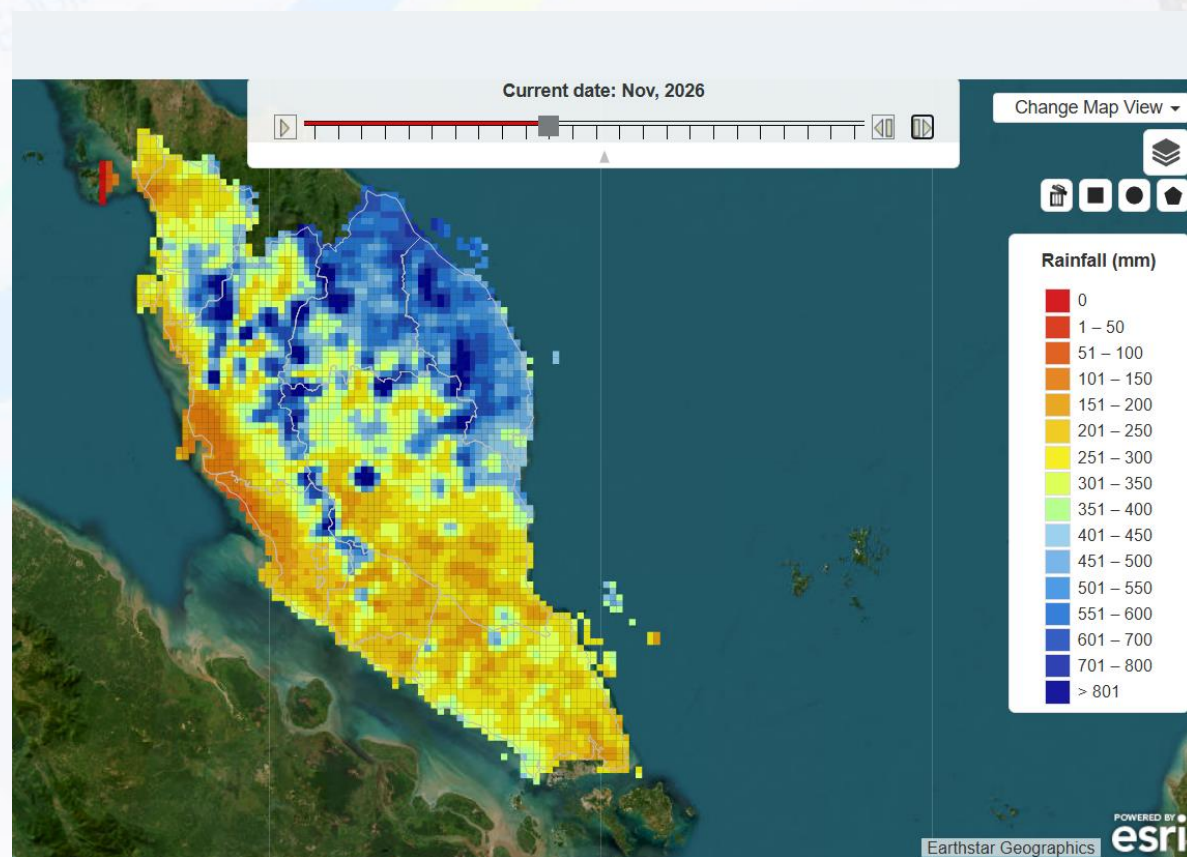 Current date: Nov, 2026
Change Map View
Rainfall (mm)
0
1 – 50
51 – 100
101 – 150
151 – 200
201 – 250
251 – 300
301 – 350
351 – 400
401 – 450
451 – 500
501 – 550
551 – 600
601 – 700
701 – 800
> 801
POWERED BY
esri
Earthstar Geographics